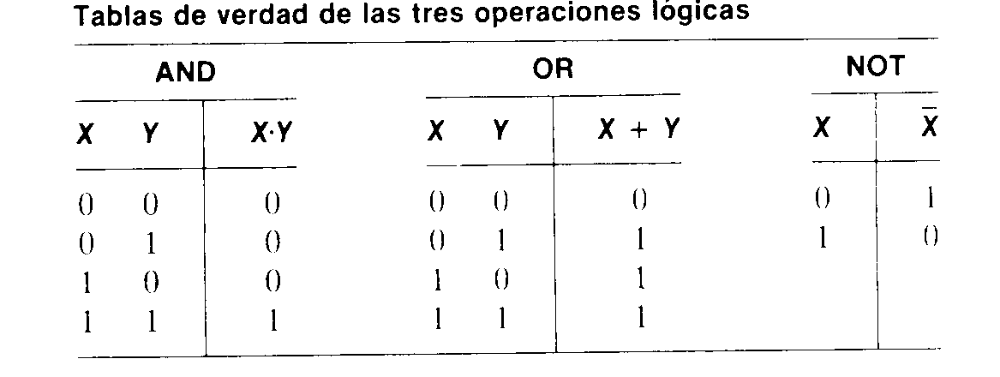 Tablas de verdad de las tres operaciones lógicas
AND OR NOT
X Y X·Y X Y X + Y X X̅
0 0 0 0 0 0 0 1
0 1 0 0 1 1 1 0
1 0 0 1 0 1
1 1 1 1 1 1